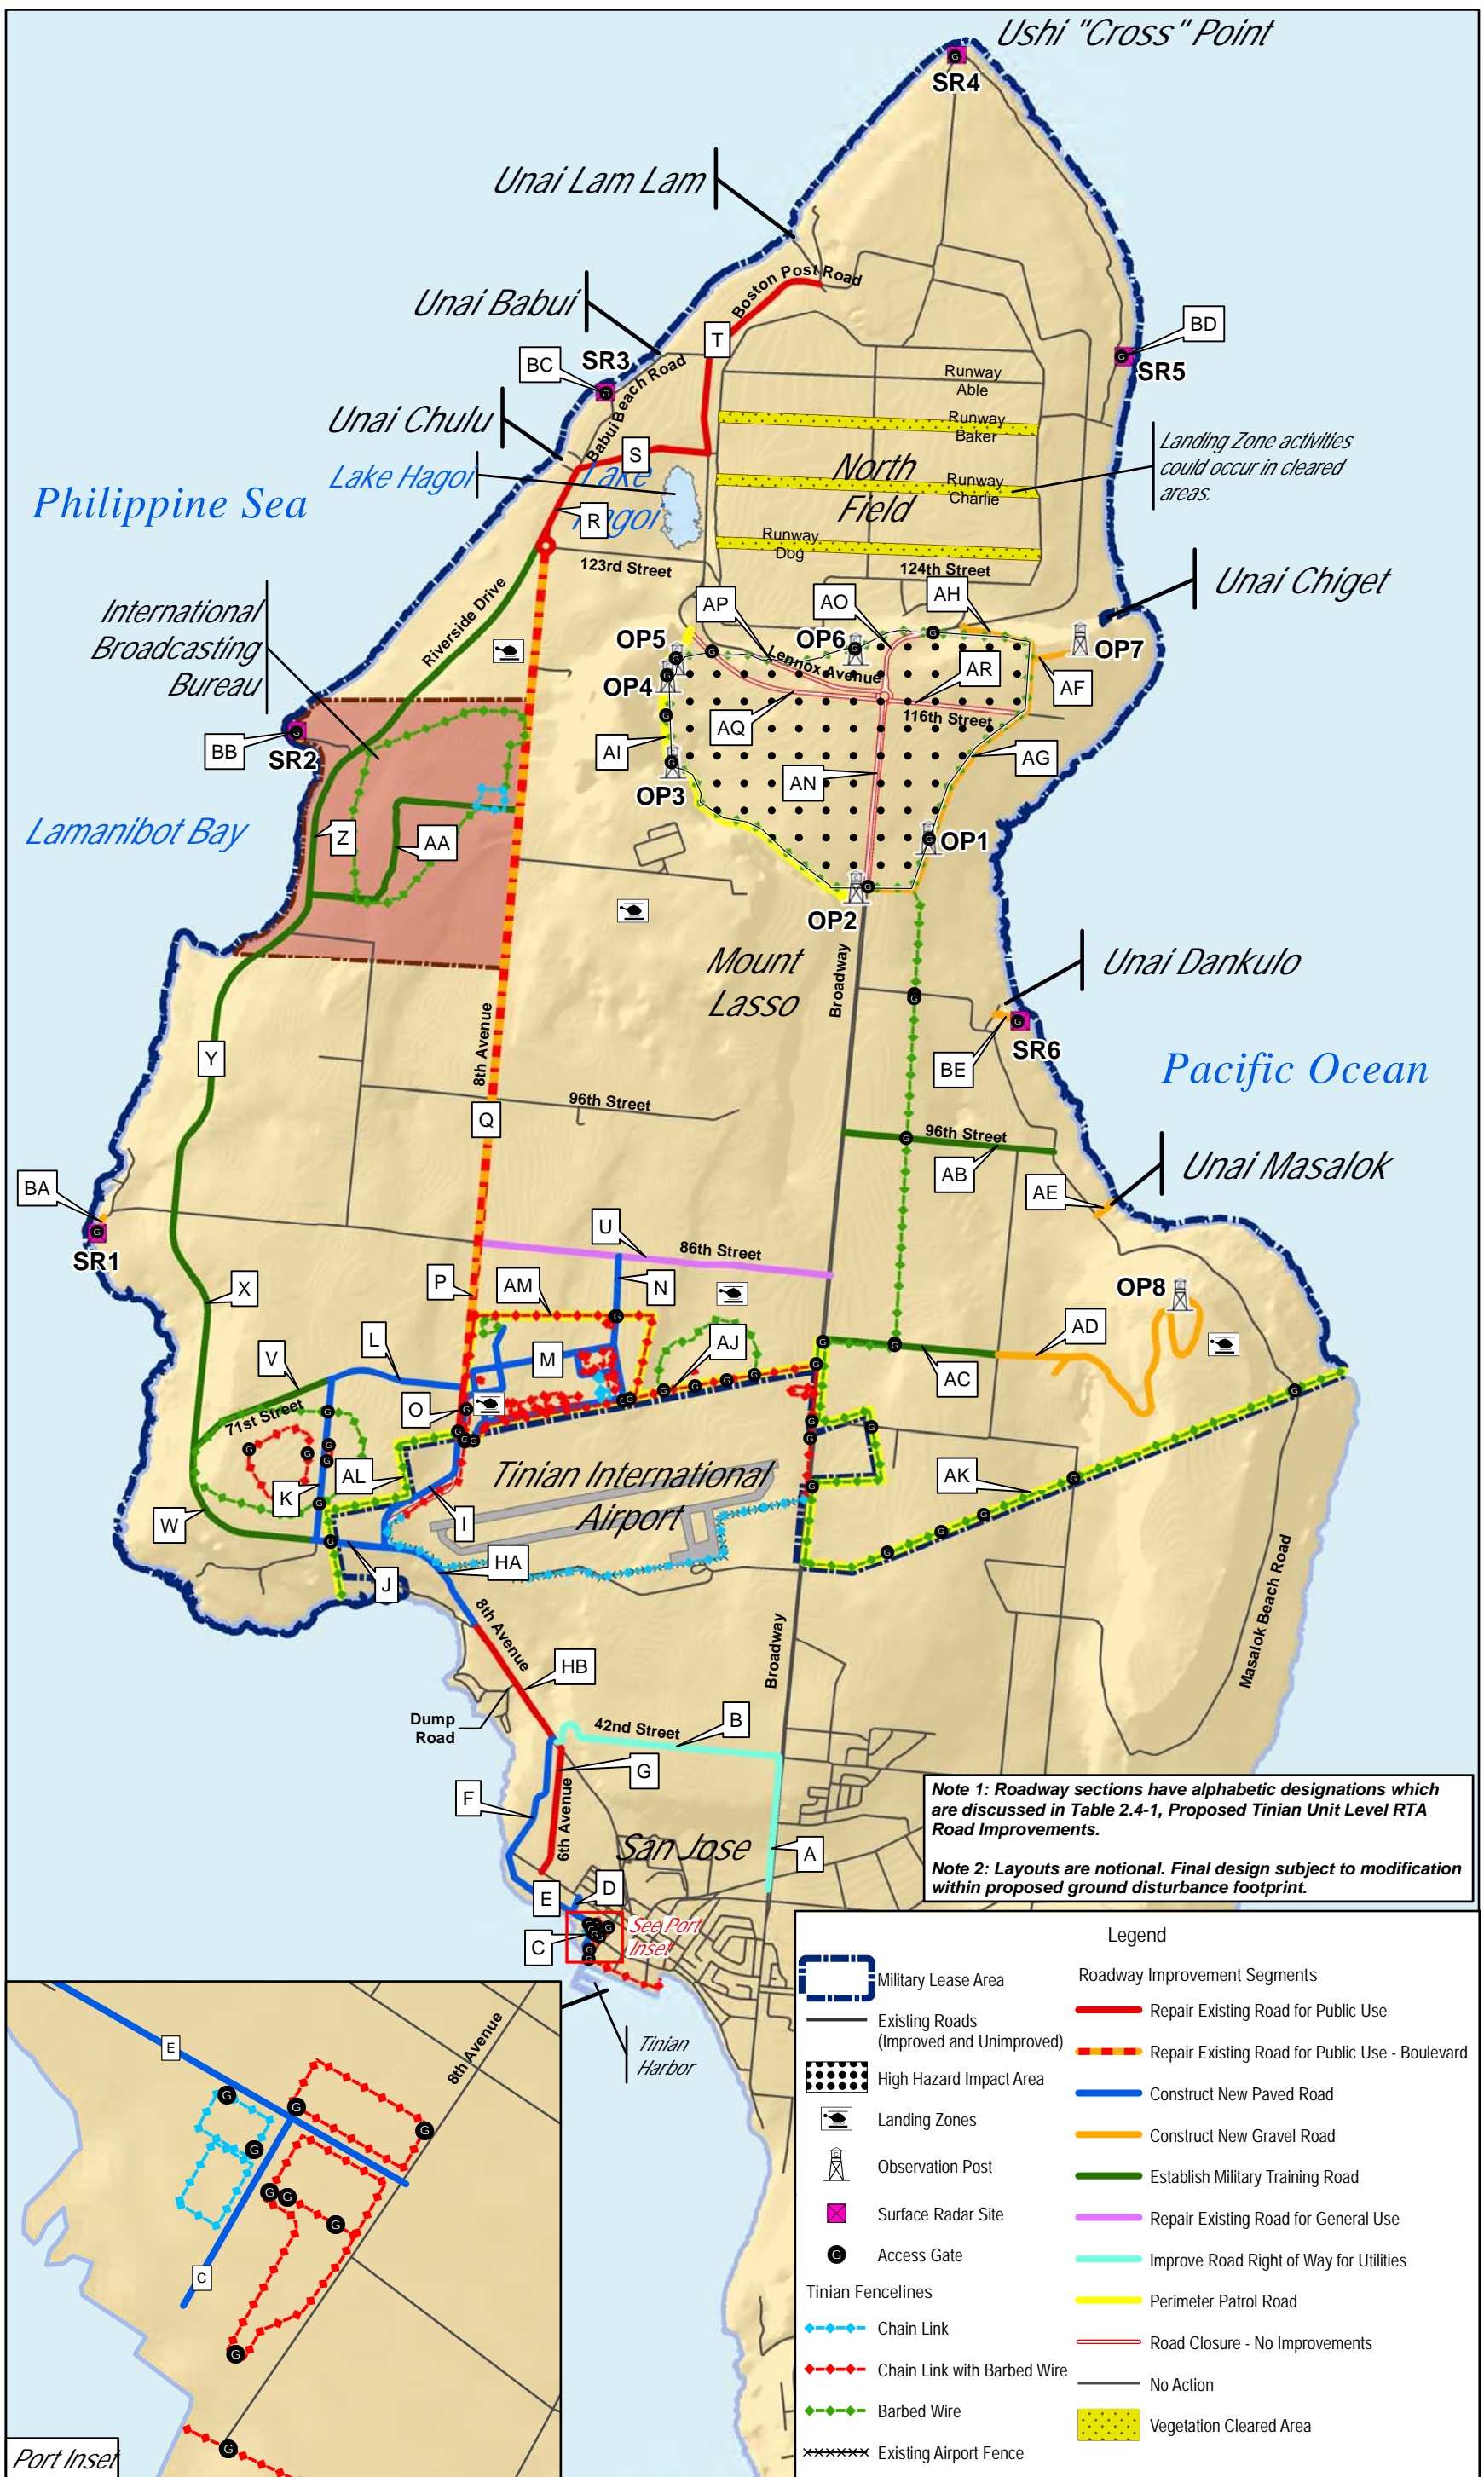 Ushi "Cross" Point
SR4
Unai Lam Lam
Boston Post Road
Unai Babui
T
BD
BC
SR3
SR5
Babui Beach Road
Runway
Able
Runway
Baker
Unai Chulu
S
Lake Hagoi
Lake
North
Field
Runway
Charlie
Landing Zone activities
could occur in cleared
areas.
Philippine Sea
R
Runway
Dog
123rd Street
124th Street
Unai Chiget
Riverside Drive
AP
AO
AH
International
Broadcasting
Bureau
OP5
OP6
OP7
Lennox Avenue
AR
OP4
AF
116th Street
AQ
BB
SR2
AI
AG
OP3
AN
Lamanibot Bay
Z
AA
OP1
OP2
Mount
Lasso
Broadway
Unai Dankulo
8th Avenue
SR6
Y
BE
Pacific Ocean
96th Street
Q
96th Street
AB
Unai Masalok
BA
AE
SR1
U
86th Street
X
P
AM
N
OP8
L
M
AJ
AD
V
AC
O
71st Street
AL
Tinian International
Airport
AK
K
W
I
HA
J
8th Avenue
Masalok Beach Road
HB
Broadway
Dump
Road
42nd Street
B
G
F
6th Avenue
San Jose
A
E
D
C
See Port
Inset
Tinian
Harbor
Note 1: Roadway sections have alphabetic designations which
are discussed in Table 2.4-1, Proposed Tinian Unit Level RTA
Road Improvements.
Note 2: Layouts are notional. Final design subject to modification
within proposed ground disturbance footprint.
Legend
Military Lease Area
Existing Roads
(Improved and Unimproved)
High Hazard Impact Area
Landing Zones
Observation Post
Surface Radar Site
G
Access Gate
Tinian Fencelines
Chain Link
Chain Link with Barbed Wire
Barbed Wire
Existing Airport Fence
Roadway Improvement Segments
Repair Existing Road for Public Use
Repair Existing Road for Public Use - Boulevard
Construct New Paved Road
Construct New Gravel Road
Establish Military Training Road
Repair Existing Road for General Use
Improve Road Right of Way for Utilities
Perimeter Patrol Road
Road Closure - No Improvements
No Action
Vegetation Cleared Area
E
8th Avenue
C
Port Inset